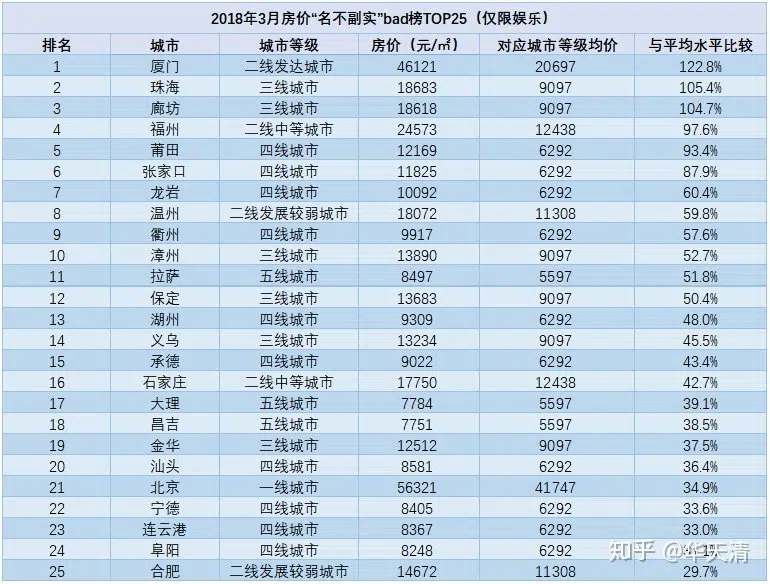 2018年3月房价“名不副实”bad榜TOP25（仅限娱乐）
排名 城市 城市等级 房价（元/㎡） 对应城市等级均价 与平均水平比较
1 厦门 二线发达城市 46121 20697 122.8%
2 珠海 三线城市 18683 9097 105.4%
3 廊坊 三线城市 18618 9097 104.7%
4 福州 二线中等城市 24573 12438 97.6%
5 莆田 四线城市 12169 6292 93.4%
6 张家口 四线城市 11825 6292 87.9%
7 龙岩 四线城市 10092 6292 60.4%
8 温州 二线发展较弱城市 18072 11308 59.8%
9 衢州 四线城市 9917 6292 57.6%
10 漳州 三线城市 13890 9097 52.7%
11 拉萨 五线城市 8497 5597 51.8%
12 保定 三线城市 13683 9097 50.4%
13 湖州 四线城市 9309 6292 48.0%
14 义乌 三线城市 13234 9097 45.5%
15 承德 四线城市 9022 6292 43.4%
16 石家庄 二线中等城市 17750 12438 42.7%
17 大理 五线城市 7784 5597 39.1%
18 昌吉 五线城市 7751 5597 38.5%
19 金华 三线城市 12512 9097 37.5%
20 汕头 四线城市 8581 6292 36.4%
21 北京 一线城市 56321 41747 34.9%
22 宁德 四线城市 8405 6292 33.6%
23 连云港 四线城市 8367 6292 33.0%
24 阜阳 四线城市 8248 6292
25 合肥 二线发展较弱城市 14672 11308 29.7%
知乎 @华天清